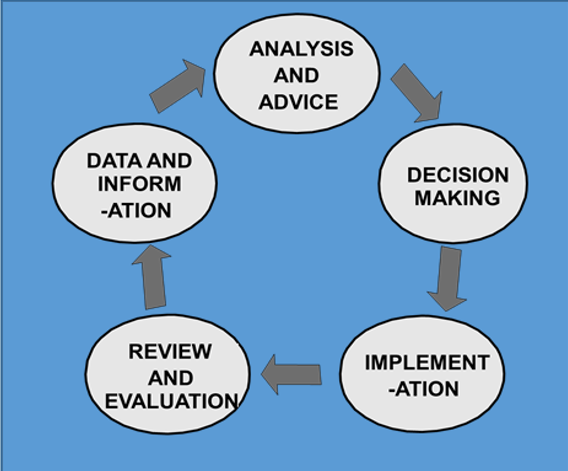 ANALYSIS
AND
ADVICE
DECISION
MAKING
IMPLEMENT
-ATION
REVIEW
AND
EVALUATION
DATA AND
INFORM
-ATION